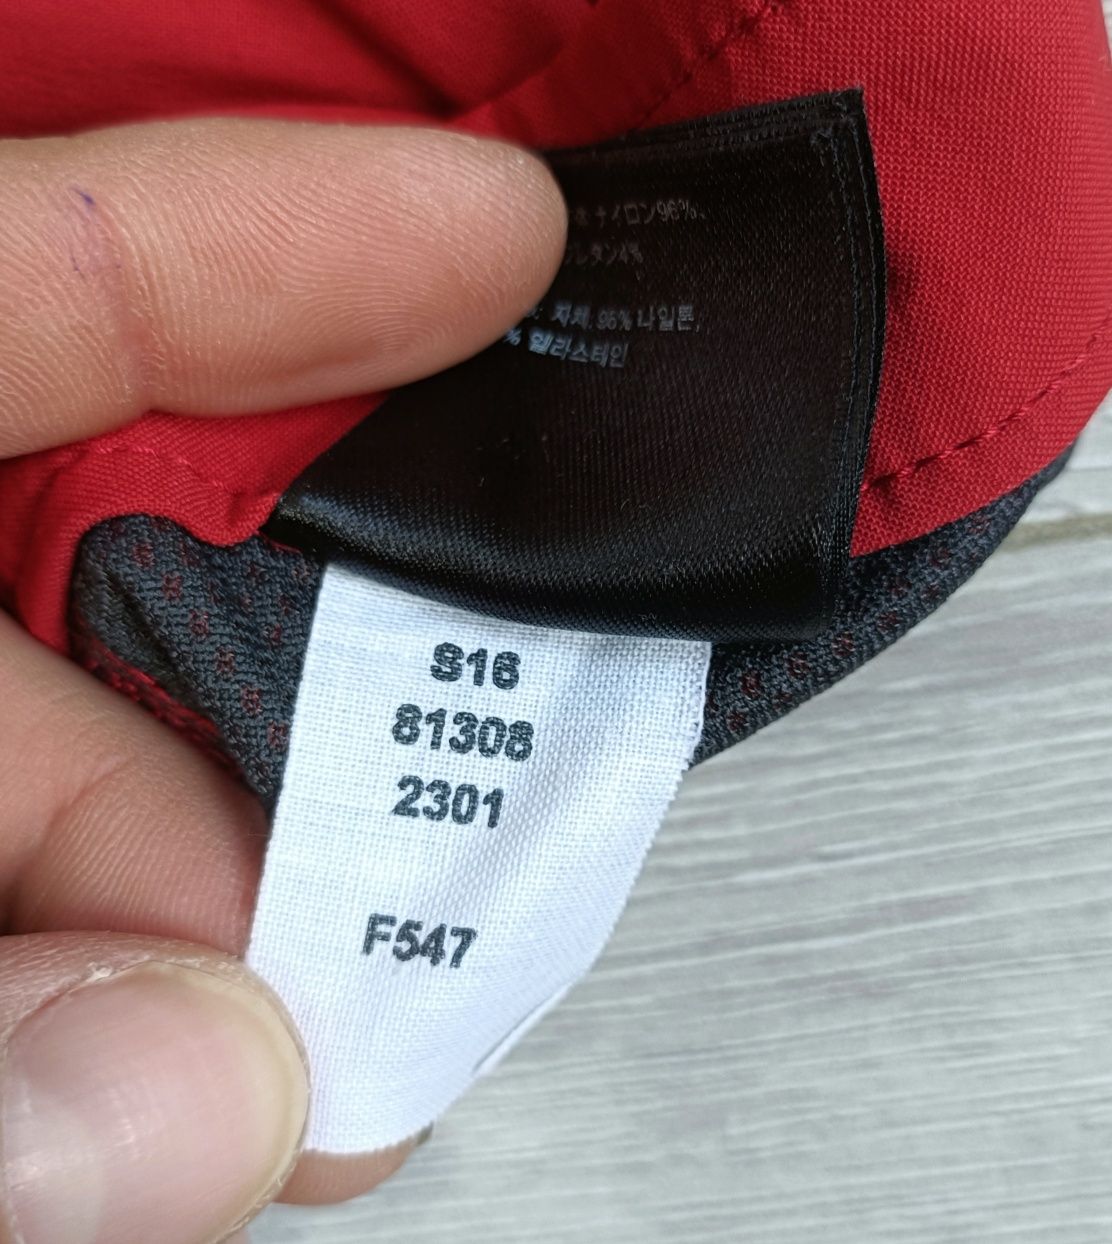 ナイロン96%、
レタン4%
자체. 96% 나일론,
% 엘라스테인
S16
81308
2301
F547